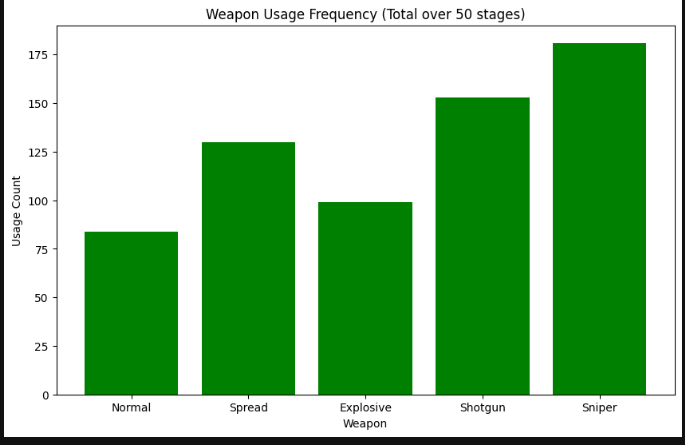 Weapon Usage Frequency (Total over 50 stages)
175
150
125
100
75
50
25
0
Usage Count
Normal Spread Explosive Shotgun Sniper
Weapon